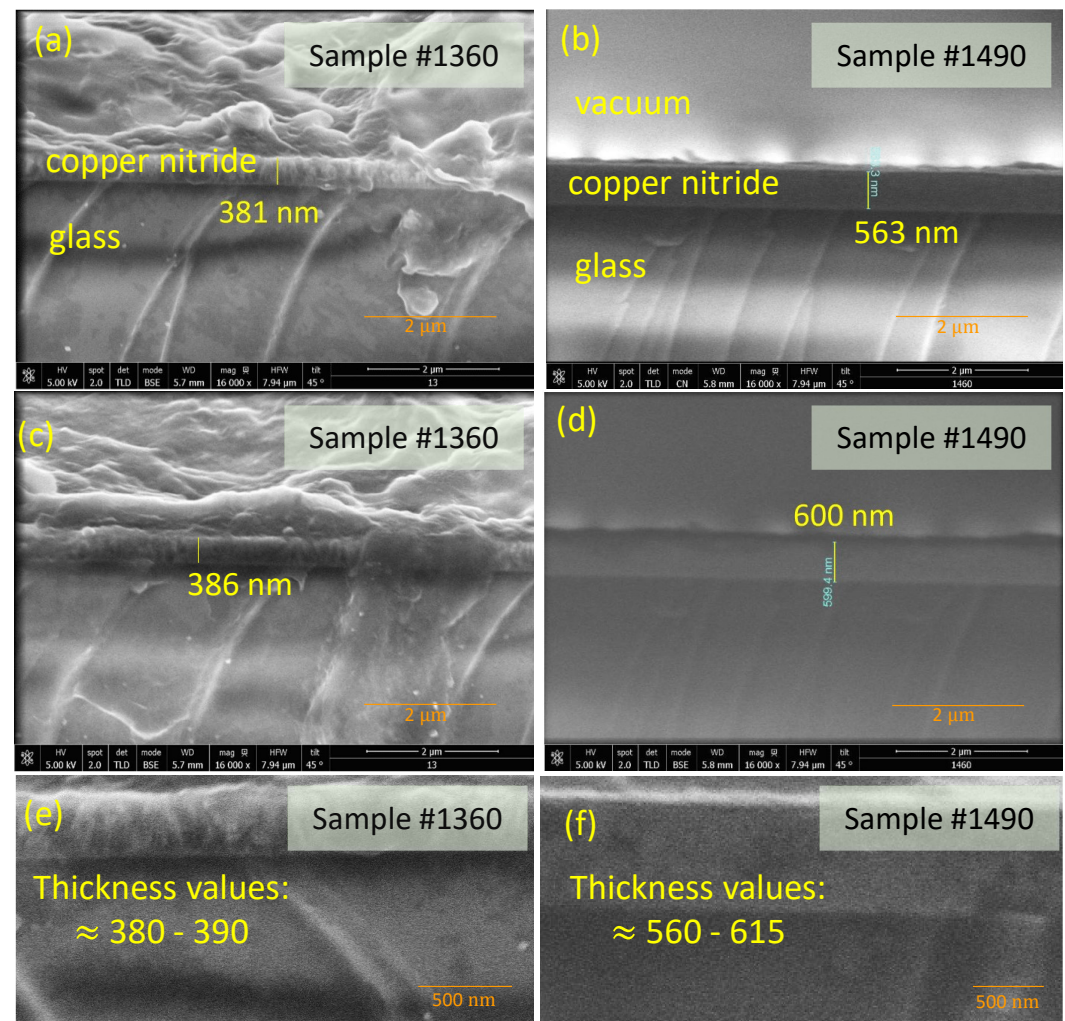 (a)
Sample #1360
copper nitride
381 nm
glass
2 µm
HV spot det mode WD mag HFW tilt 2 µm
5.00 kV 2.0 TLD BSE 5.7 mm 16 000 x 7.94 µm 45 ° 13
(b)
Sample #1490
vacuum
copper nitride
563 nm
glass
2 µm
HV spot det mode WD mag HFW tilt 2 µm
5.00 kV 2.0 TLD CN 5.8 mm 16 000 x 7.94 µm 45 ° 1460
(c)
Sample #1360
386 nm
2 µm
HV spot det mode WD mag HFW tilt 2 µm
5.00 kV 2.0 TLD BSE 5.7 mm 16 000 x 7.94 µm 45 ° 13
(d)
Sample #1490
600 nm
599.4 nm
2 µm
HV spot det mode WD mag HFW tilt 2 µm
5.00 kV 2.0 TLD BSE 5.8 mm 16 000 x 7.94 µm 45 ° 1460
(e)
Sample #1360
Thickness values:
≈ 380 - 390
500 nm
(f)
Sample #1490
Thickness values:
≈ 560 - 615
500 nm